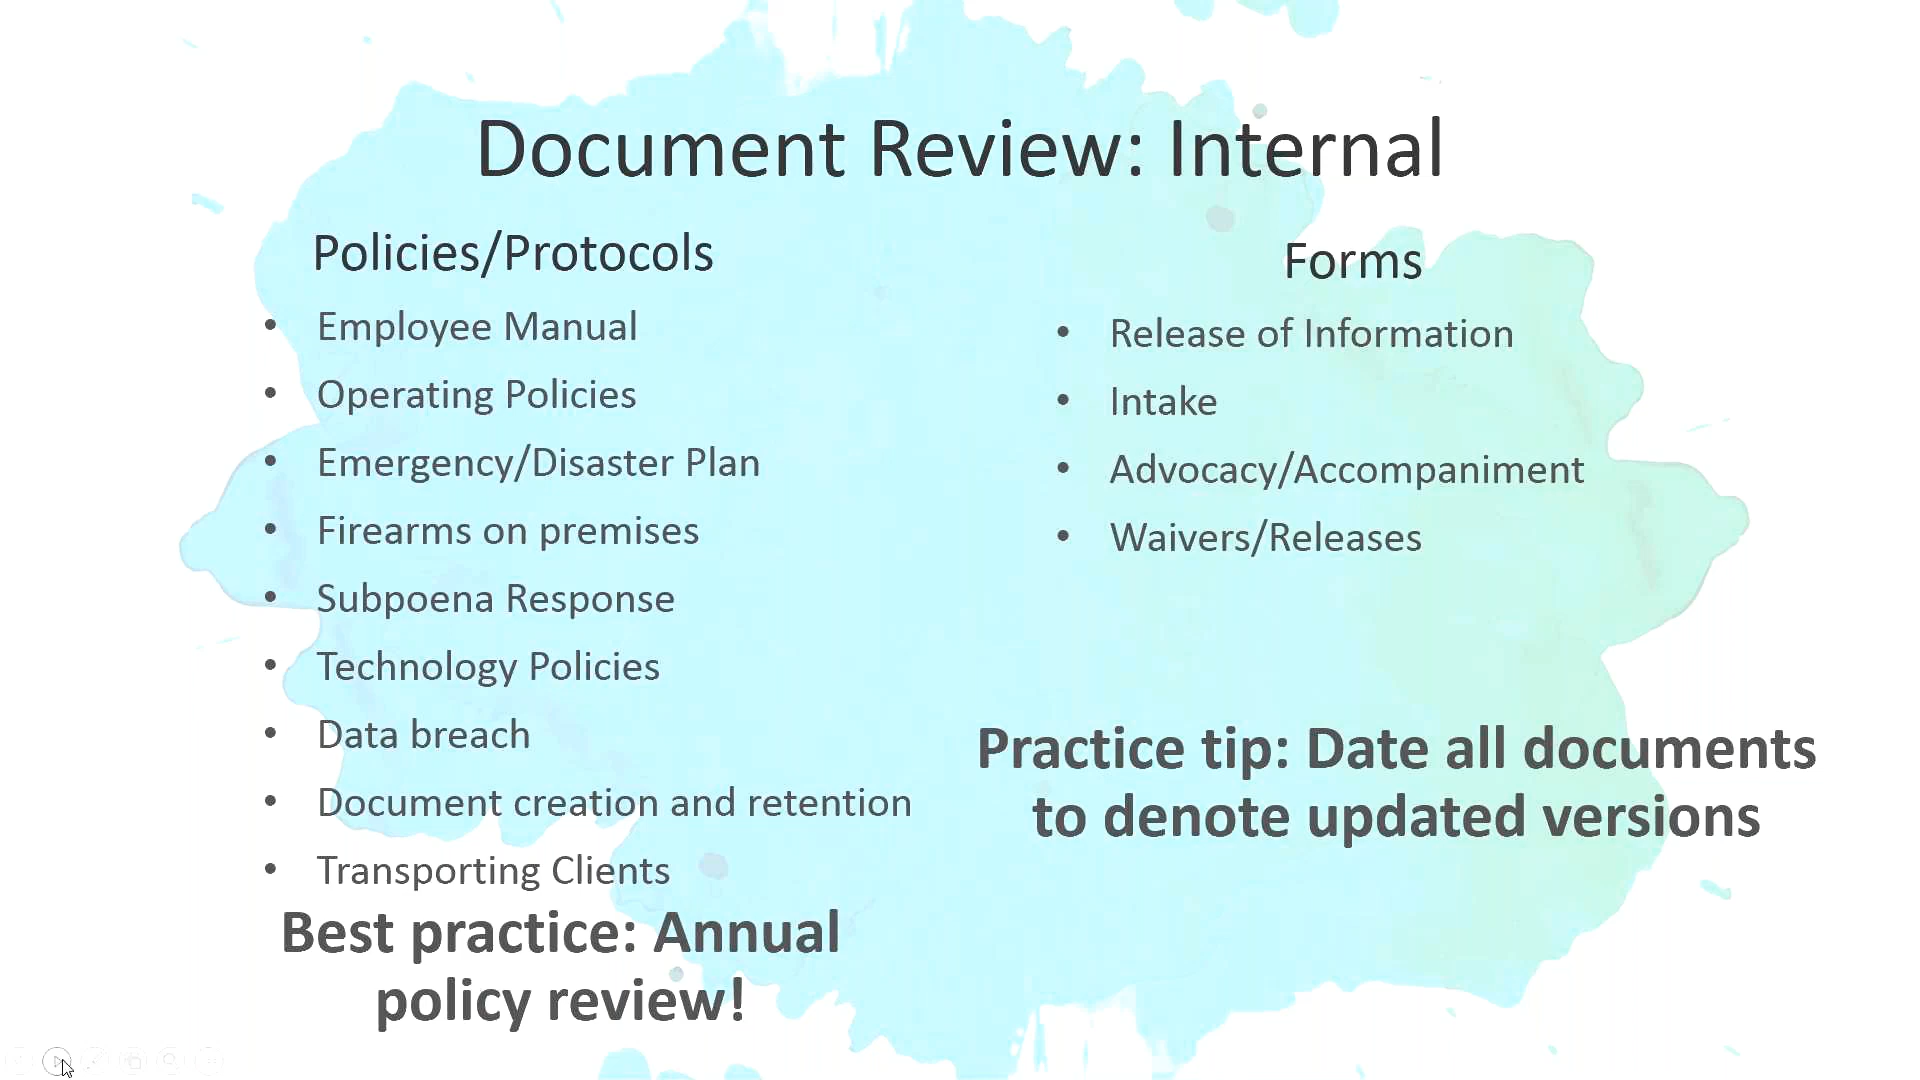 Document Review: Internal
Policies/Protocols
• Employee Manual
• Operating Policies
• Emergency/Disaster Plan
• Firearms on premises
• Subpoena Response
• Technology Policies
• Data breach
• Document creation and retention
• Transporting Clients
Best practice: Annual
policy review!
Forms
• Release of Information
• Intake
• Advocacy/Accompaniment
• Waivers/Releases
Practice tip: Date all documents
to denote updated versions